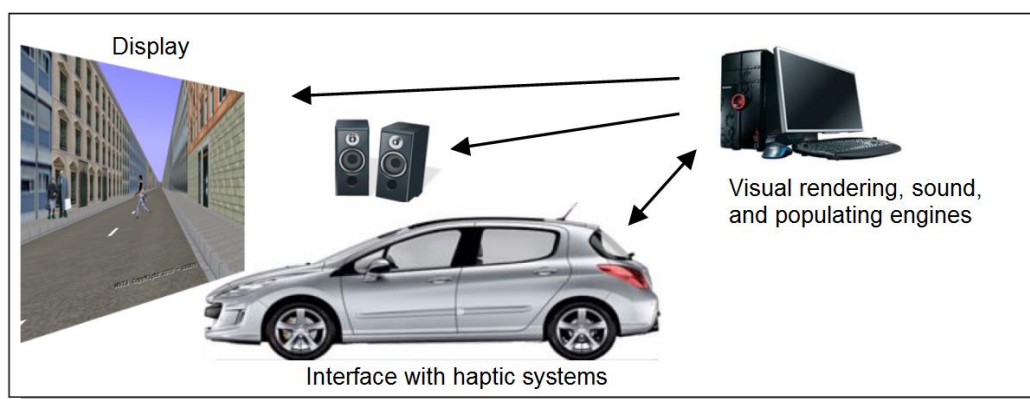 Display
Visual rendering, sound,
and populating engines
Interface with haptic systems